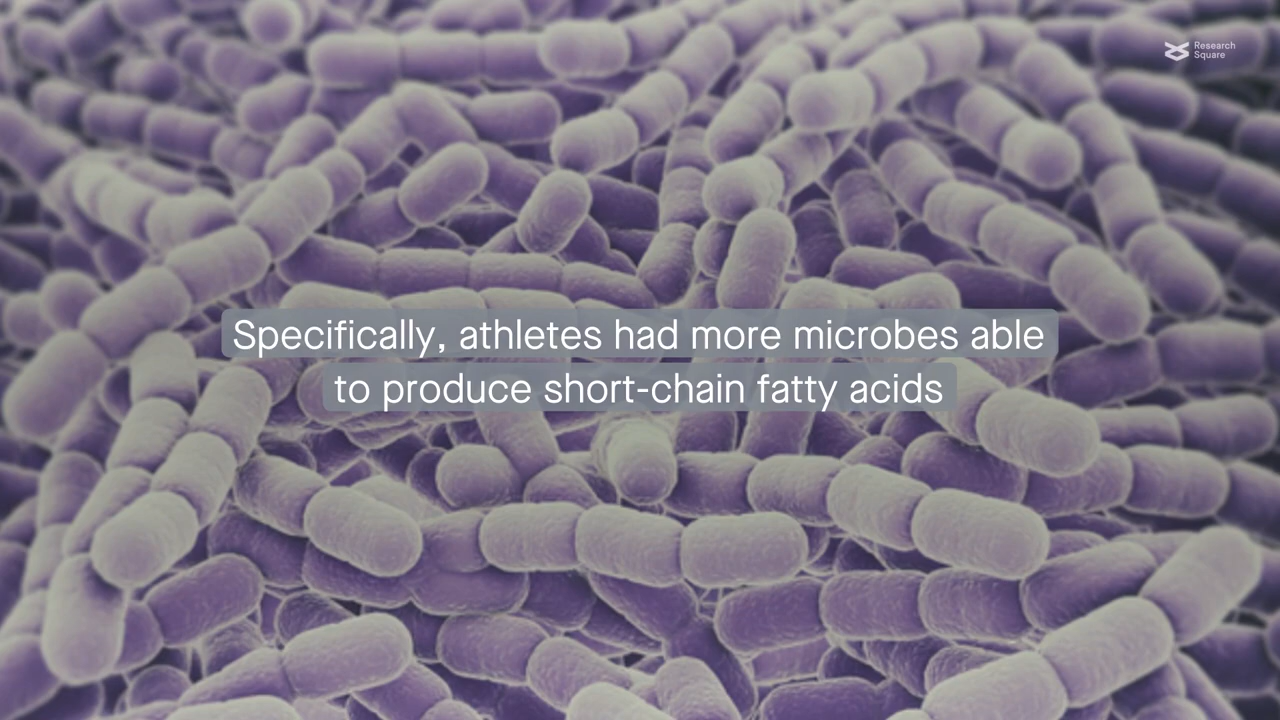 Research
Square
Specifically, athletes had more microbes able
to produce short-chain fatty acids